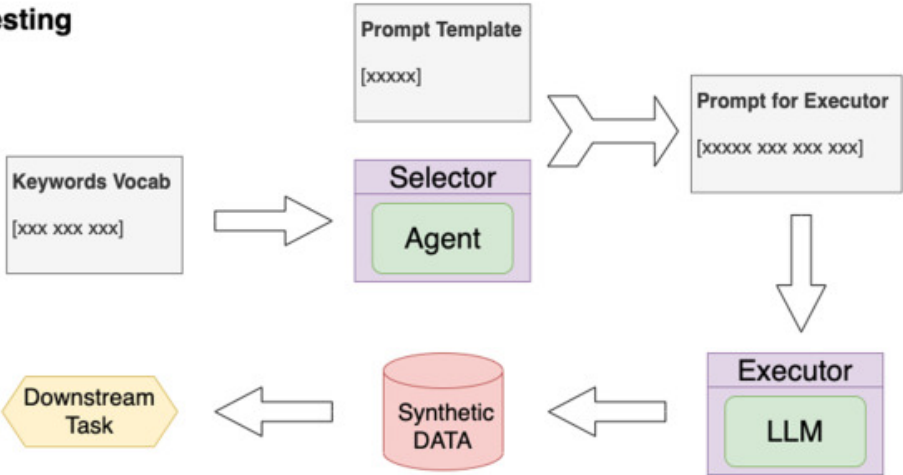 esting
Prompt Template
[xxxxx]
Prompt for Executor
[xxxxx xxx xxx xxx]
Keywords Vocab
[xxx xxx xxx]
Selector
Agent
Executor
LLM
Synthetic
DATA
Downstream
Task